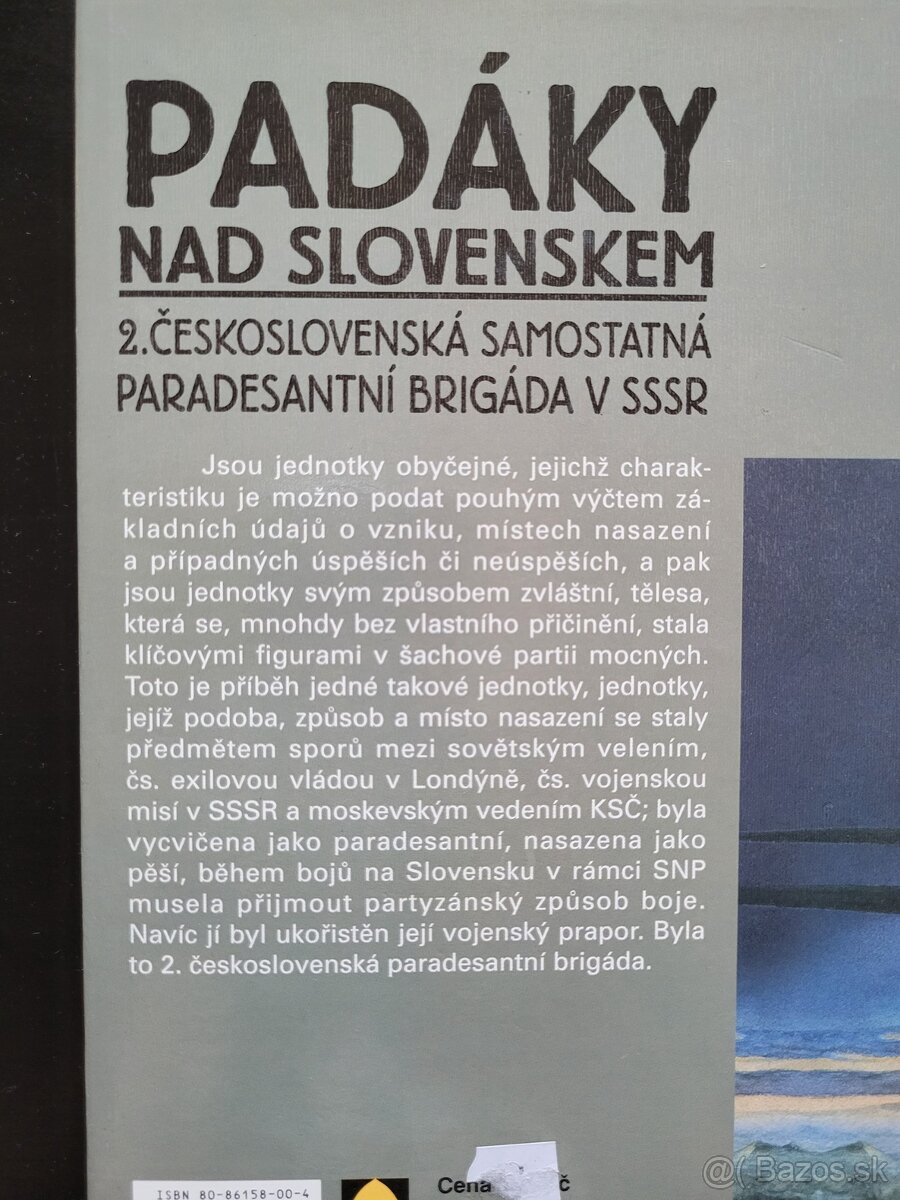 PADÁKY
NAD SLOVENSKEM
2. ČESKOSLOVENSKÁ SAMOSTATNÁ
PARADESANTNÍ BRIGÁDA V SSSR
Jsou jednotky obyčejné, jejichž charak-
teristiku je možno podat pouhým výčtem zá-
kladních údajů o vzniku, místech nasazení
a případných úspěších či neúspěších, a pak
jsou jednotky svým způsobem zvláštní, tělesa,
která se, mnohdy bez vlastního přičinění, stala
klíčovými figurami v šachové partii mocných.
Toto je příběh jedné takové jednotky, jednotky,
jejíž podoba, způsob a místo nasazení se staly
předmětem sporů mezi sovětským velením,
čs. exilovou vládou v Londýně, čs. vojenskou
misí v SSSR a moskevským vedením KSČ; byla
vycvičena jako paradesantní, nasazena jako
pěší, během bojů na Slovensku v rámci SNP
musela přijmout partyzánský způsob boje.
Navíc jí byl ukořistěn její vojenský prapor. Byla
to 2. československá paradesantní brigáda.
ISBN 80-86158-00-4
Cena
@( Bazos.sk